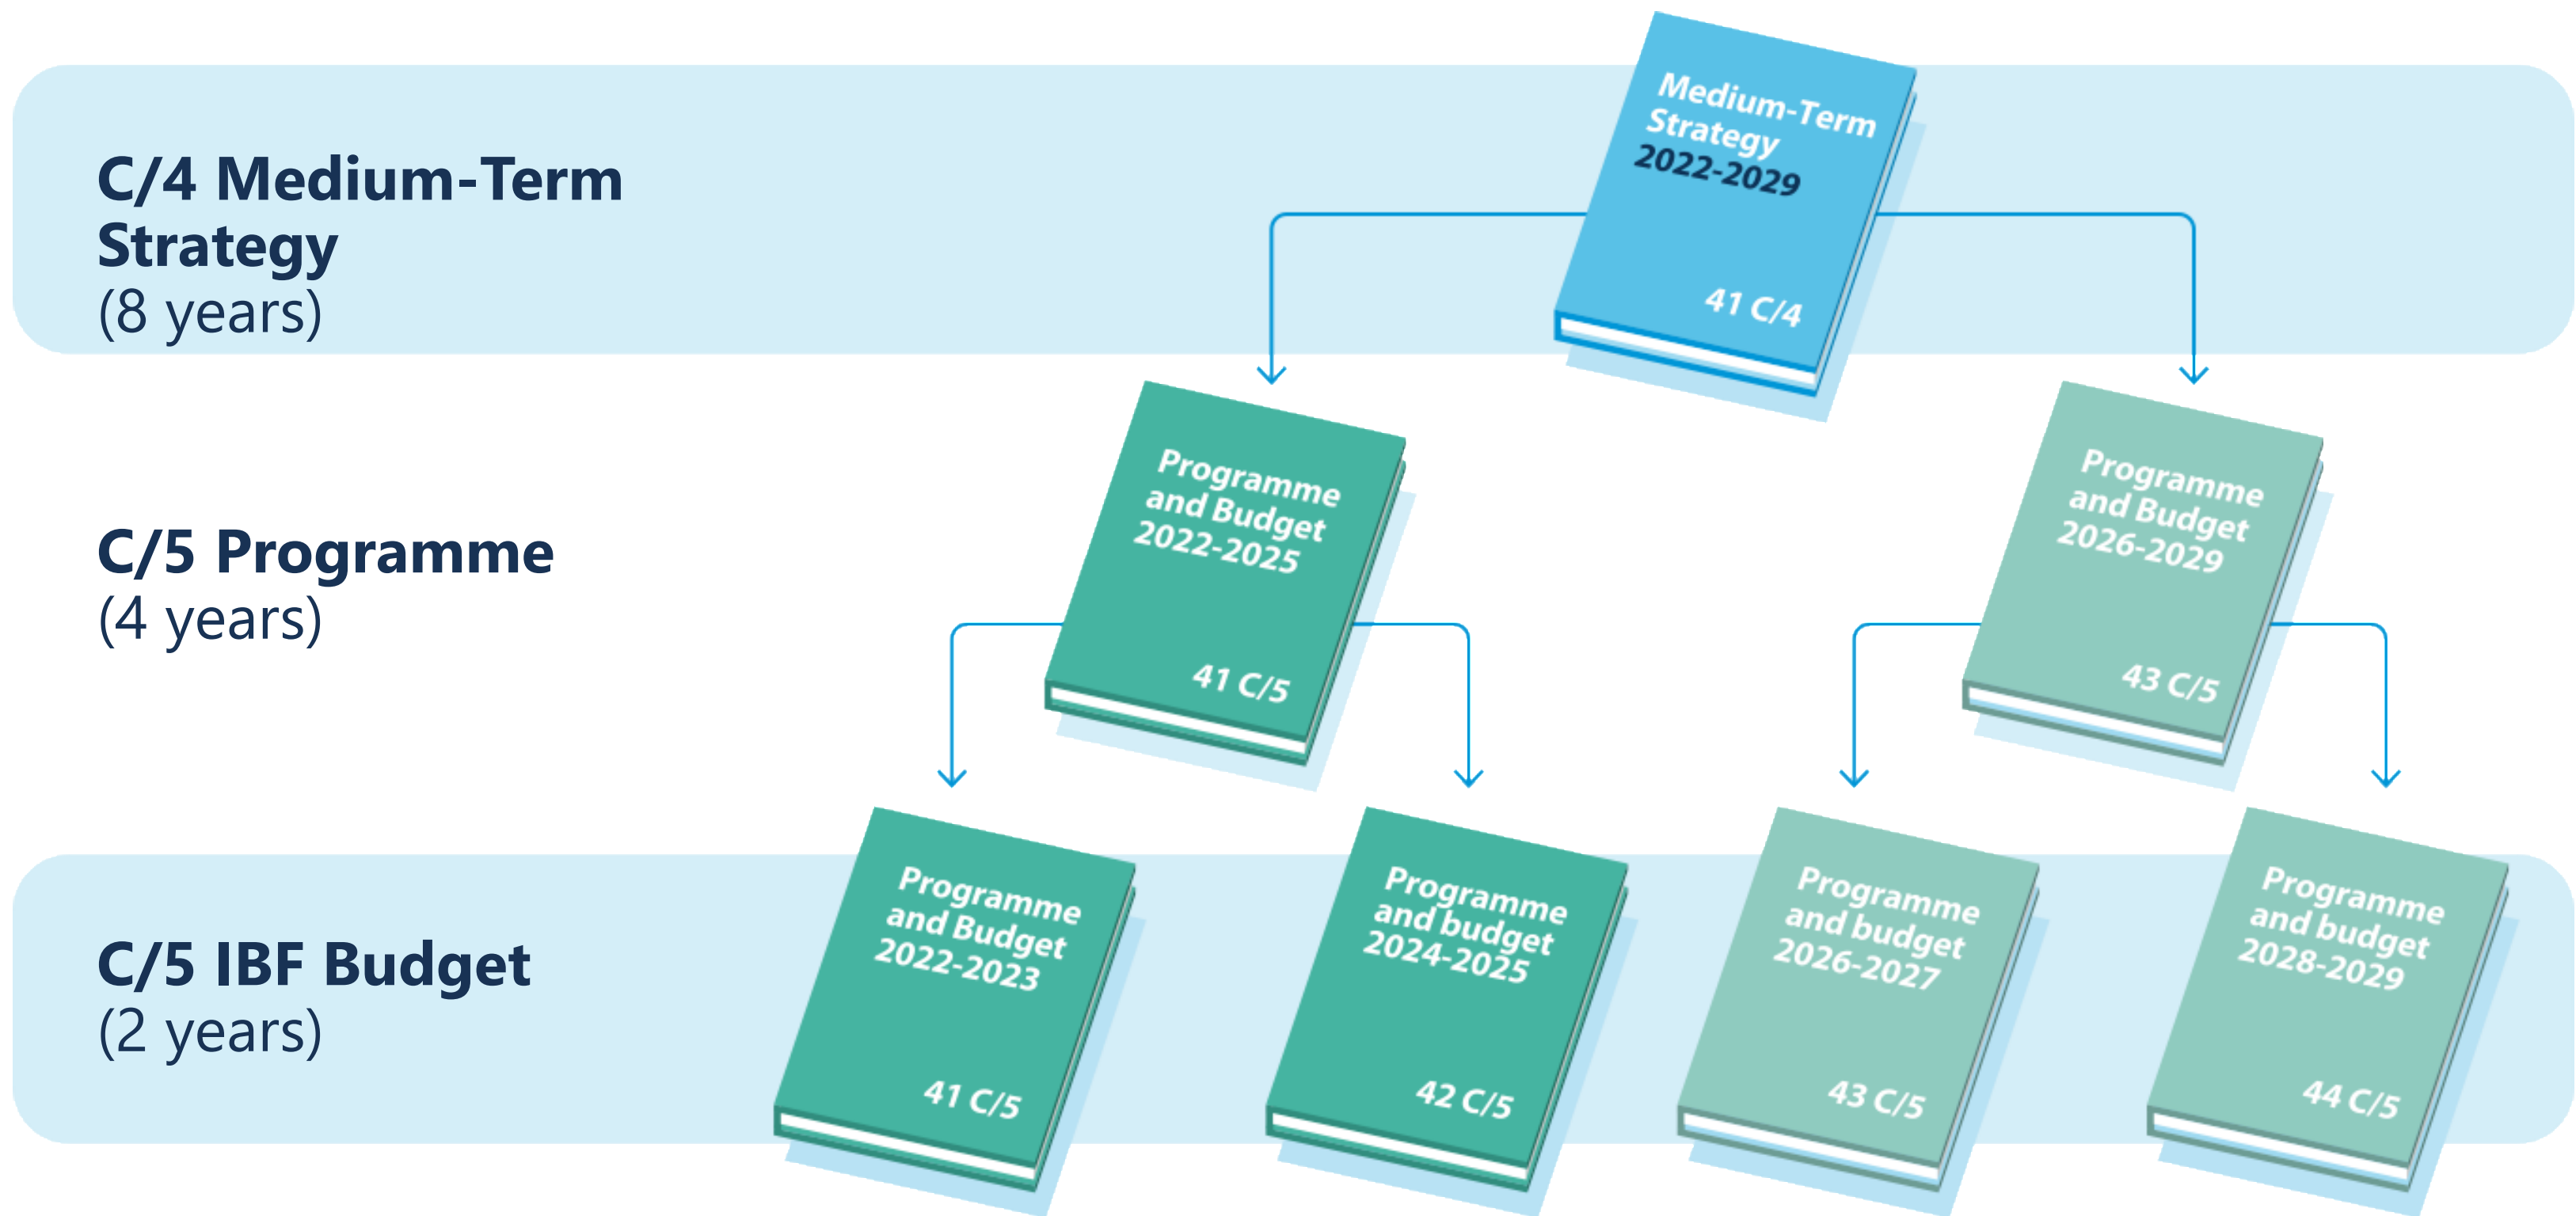 C/4 Medium-Term
Strategy
(8 years)
Medium-Term
Strategy
2022-2029
41 C/4
C/5 Programme
(4 years)
Programme
and Budget
2022-2025
41 C/5
Programme
and Budget
2026-2029
43 C/5
C/5 IBF Budget
(2 years)
Programme
and Budget
2022-2023
41 C/5
Programme
and budget
2024-2025
42 C/5
Programme
and budget
2026-2027
43 C/5
Programme
and budget
2028-2029
44 C/5